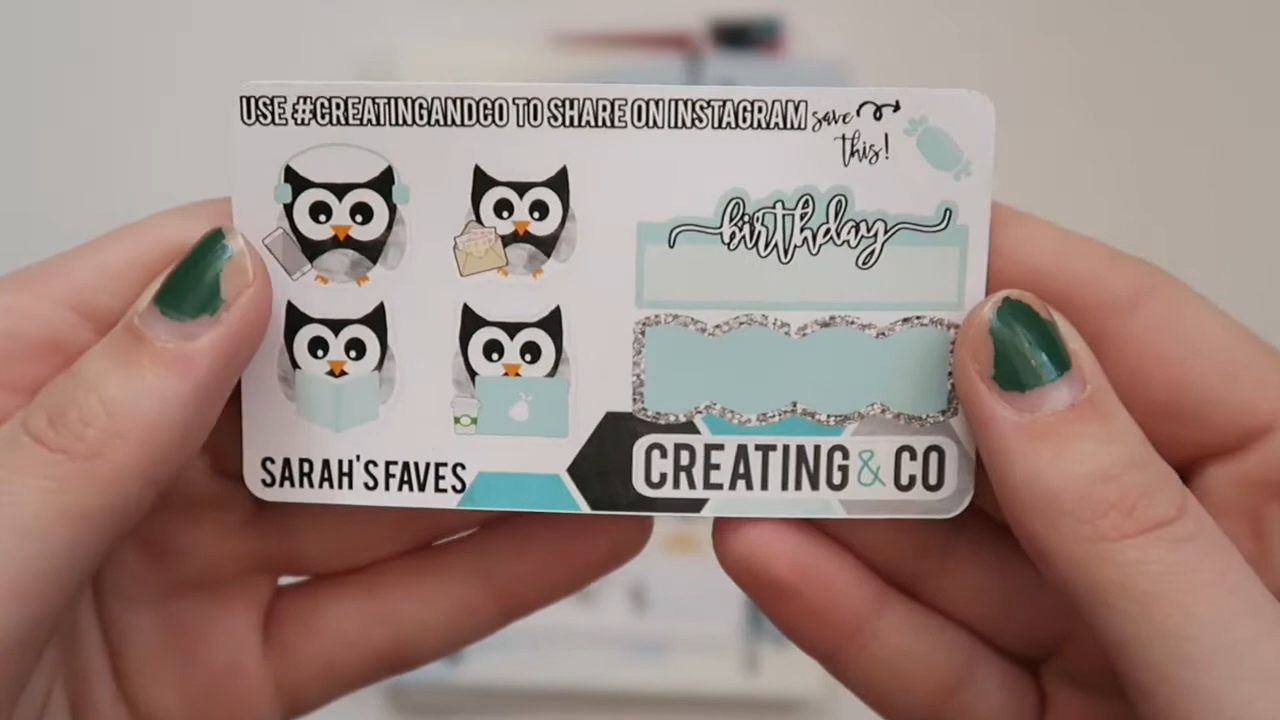 USE #CREATINGANDCO TO SHARE ON INSTAGRAM
save
this!
birthday
SARAH'S FAVES
CREATING & CO